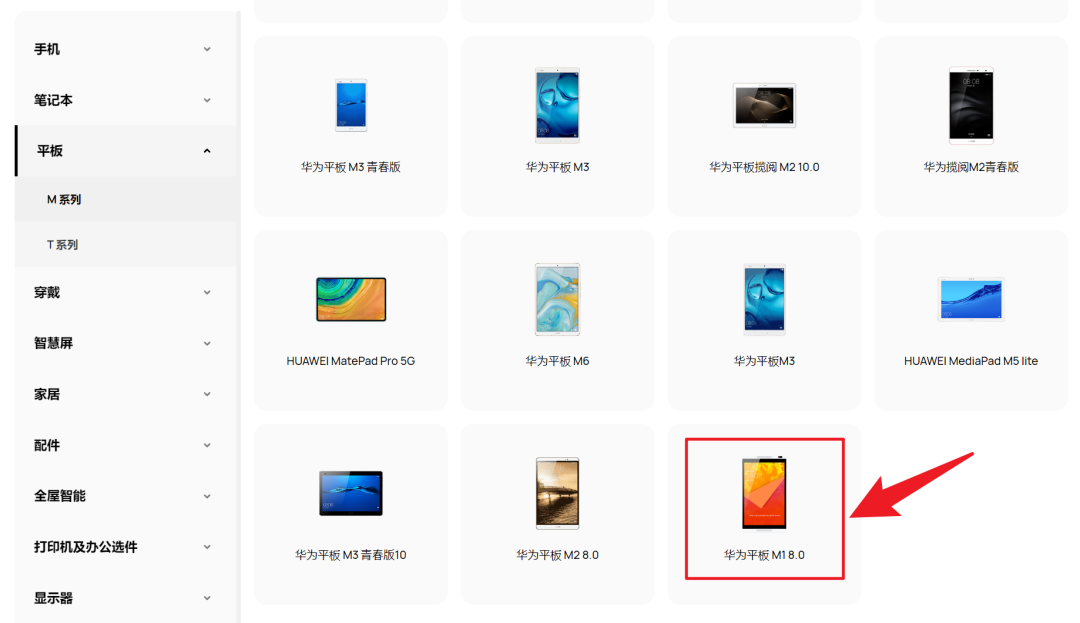 手机
笔记本
平板
M 系列
T 系列
穿戴
智慧屏
家居
配件
全屋智能
打印机及办公选件
显示器
华为平板 M3 青春版
华为平板 M3
华为平板揽阅 M2 10.0
华为揽阅M2青春版
HUAWEI MatePad Pro 5G
华为平板 M6
华为平板M3
HUAWEI MediaPad M5 lite
华为平板 M3 青春版10
华为平板 M2 8.0
华为平板 M1 8.0